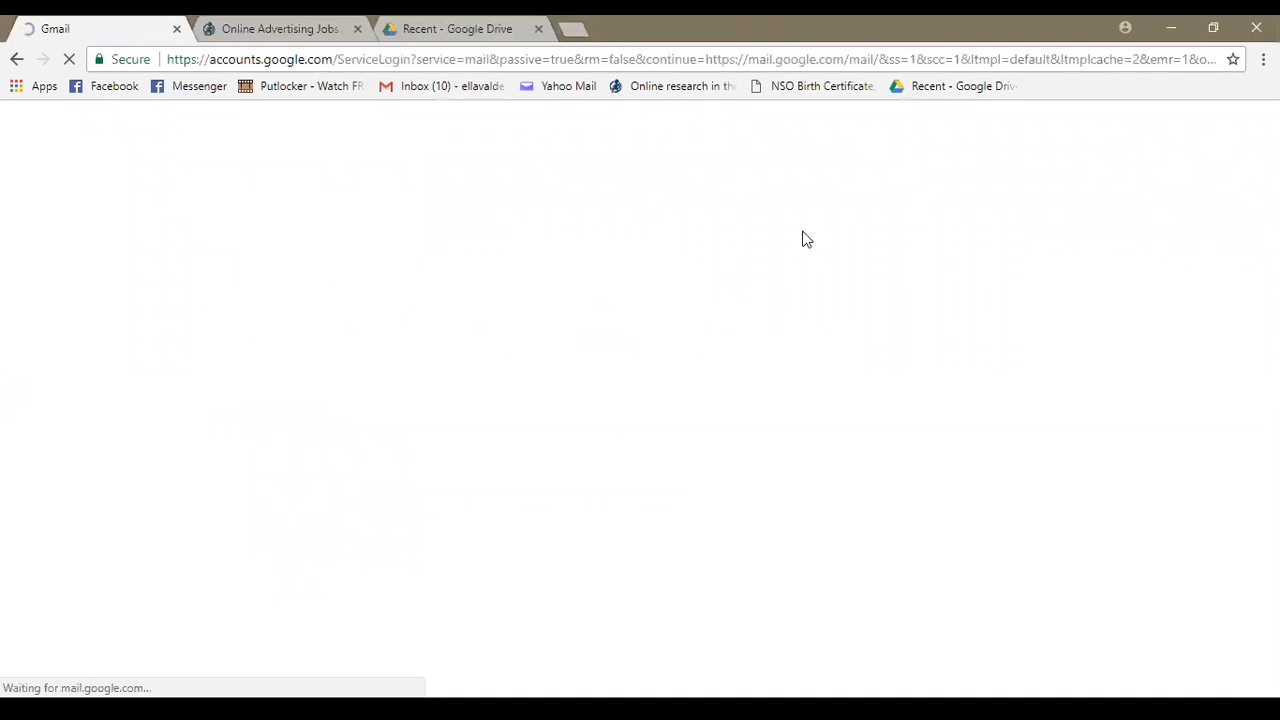 Gmail
Online Advertising Jobs
Recent - Google Drive
Secure
https://accounts.google.com/ServiceLogin?service=mail&passive=true&rm=false&continue=https://mail.google.com/mail/&ss=1&scc=1&ltmpl=default&ltmplcache=2&emr=1&o...
Apps
Facebook
Messenger
Putlocker - Watch FR
Inbox (10) - ellavalde
Yahoo Mail
Online research in the
NSO Birth Certificate
Recent - Google Driv
Waiting for mail.google.com...